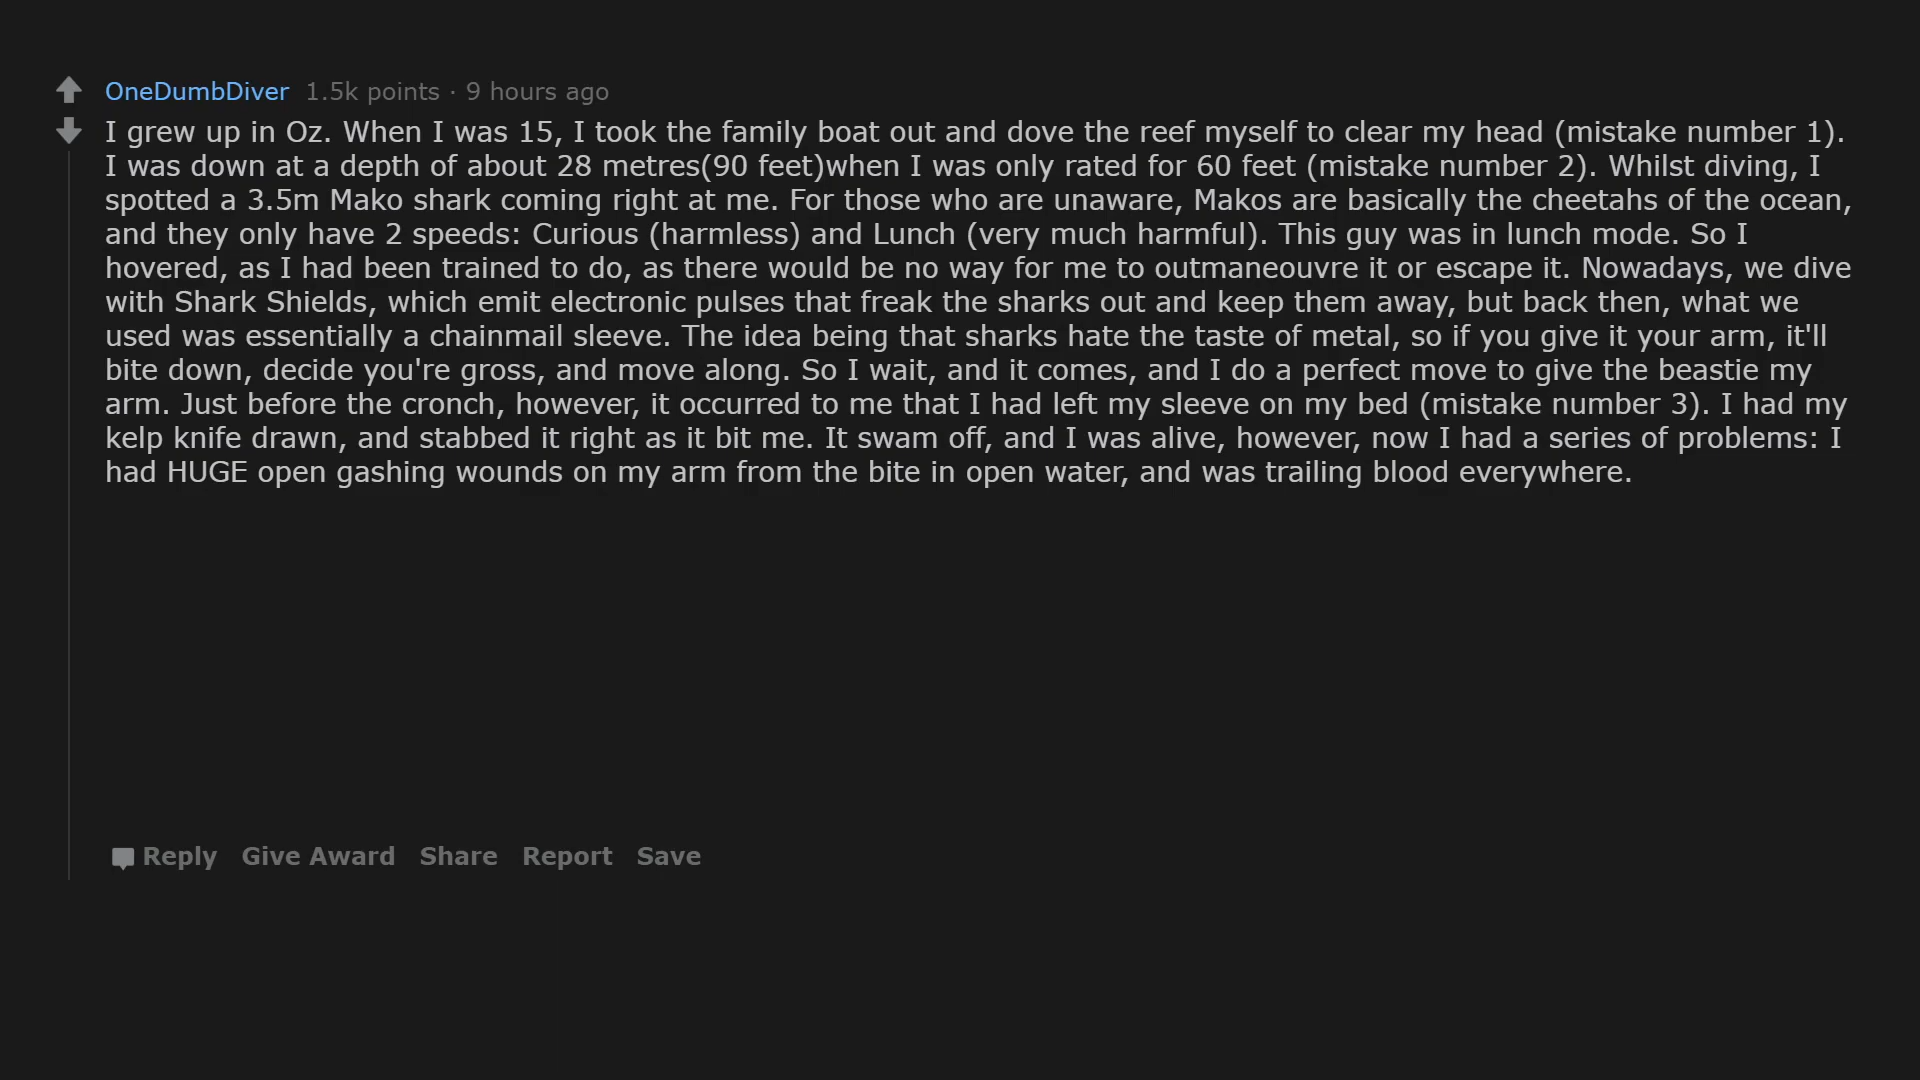 OneDumbDiver 1.5k points · 9 hours ago
I grew up in Oz. When I was 15, I took the family boat out and dove the reef myself to clear my head (mistake number 1).
I was down at a depth of about 28 metres(90 feet)when I was only rated for 60 feet (mistake number 2). Whilst diving, I
spotted a 3.5m Mako shark coming right at me. For those who are unaware, Makos are basically the cheetahs of the ocean,
and they only have 2 speeds: Curious (harmless) and Lunch (very much harmful). This guy was in lunch mode. So I
hovered, as I had been trained to do, as there would be no way for me to outmaneouvre it or escape it. Nowadays, we dive
with Shark Shields, which emit electronic pulses that freak the sharks out and keep them away, but back then, what we
used was essentially a chainmail sleeve. The idea being that sharks hate the taste of metal, so if you give it your arm, it'll
bite down, decide you're gross, and move along. So I wait, and it comes, and I do a perfect move to give the beastie my
arm. Just before the cronch, however, it occurred to me that I had left my sleeve on my bed (mistake number 3). I had my
kelp knife drawn, and stabbed it right as it bit me. It swam off, and I was alive, however, now I had a series of problems: I
had HUGE open gashing wounds on my arm from the bite in open water, and was trailing blood everywhere.
Reply Give Award Share Report Save